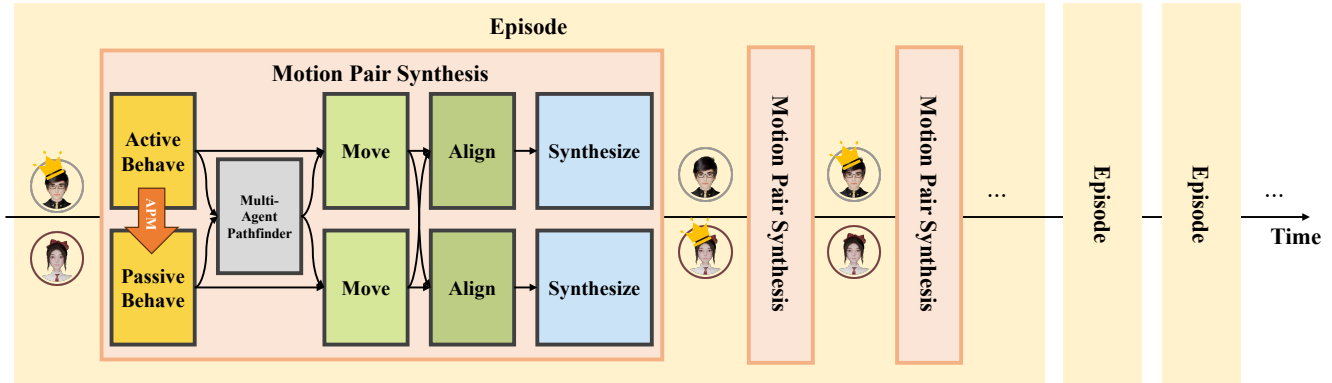 Episode
Motion Pair Synthesis
Active
Behave
APM
Passive
Behave
Multi-
Agent
Pathfinder
Move
Align
Synthesize
Move
Align
Synthesize
Motion Pair Synthesis
Motion Pair Synthesis
...
Episode
Episode
...
Time